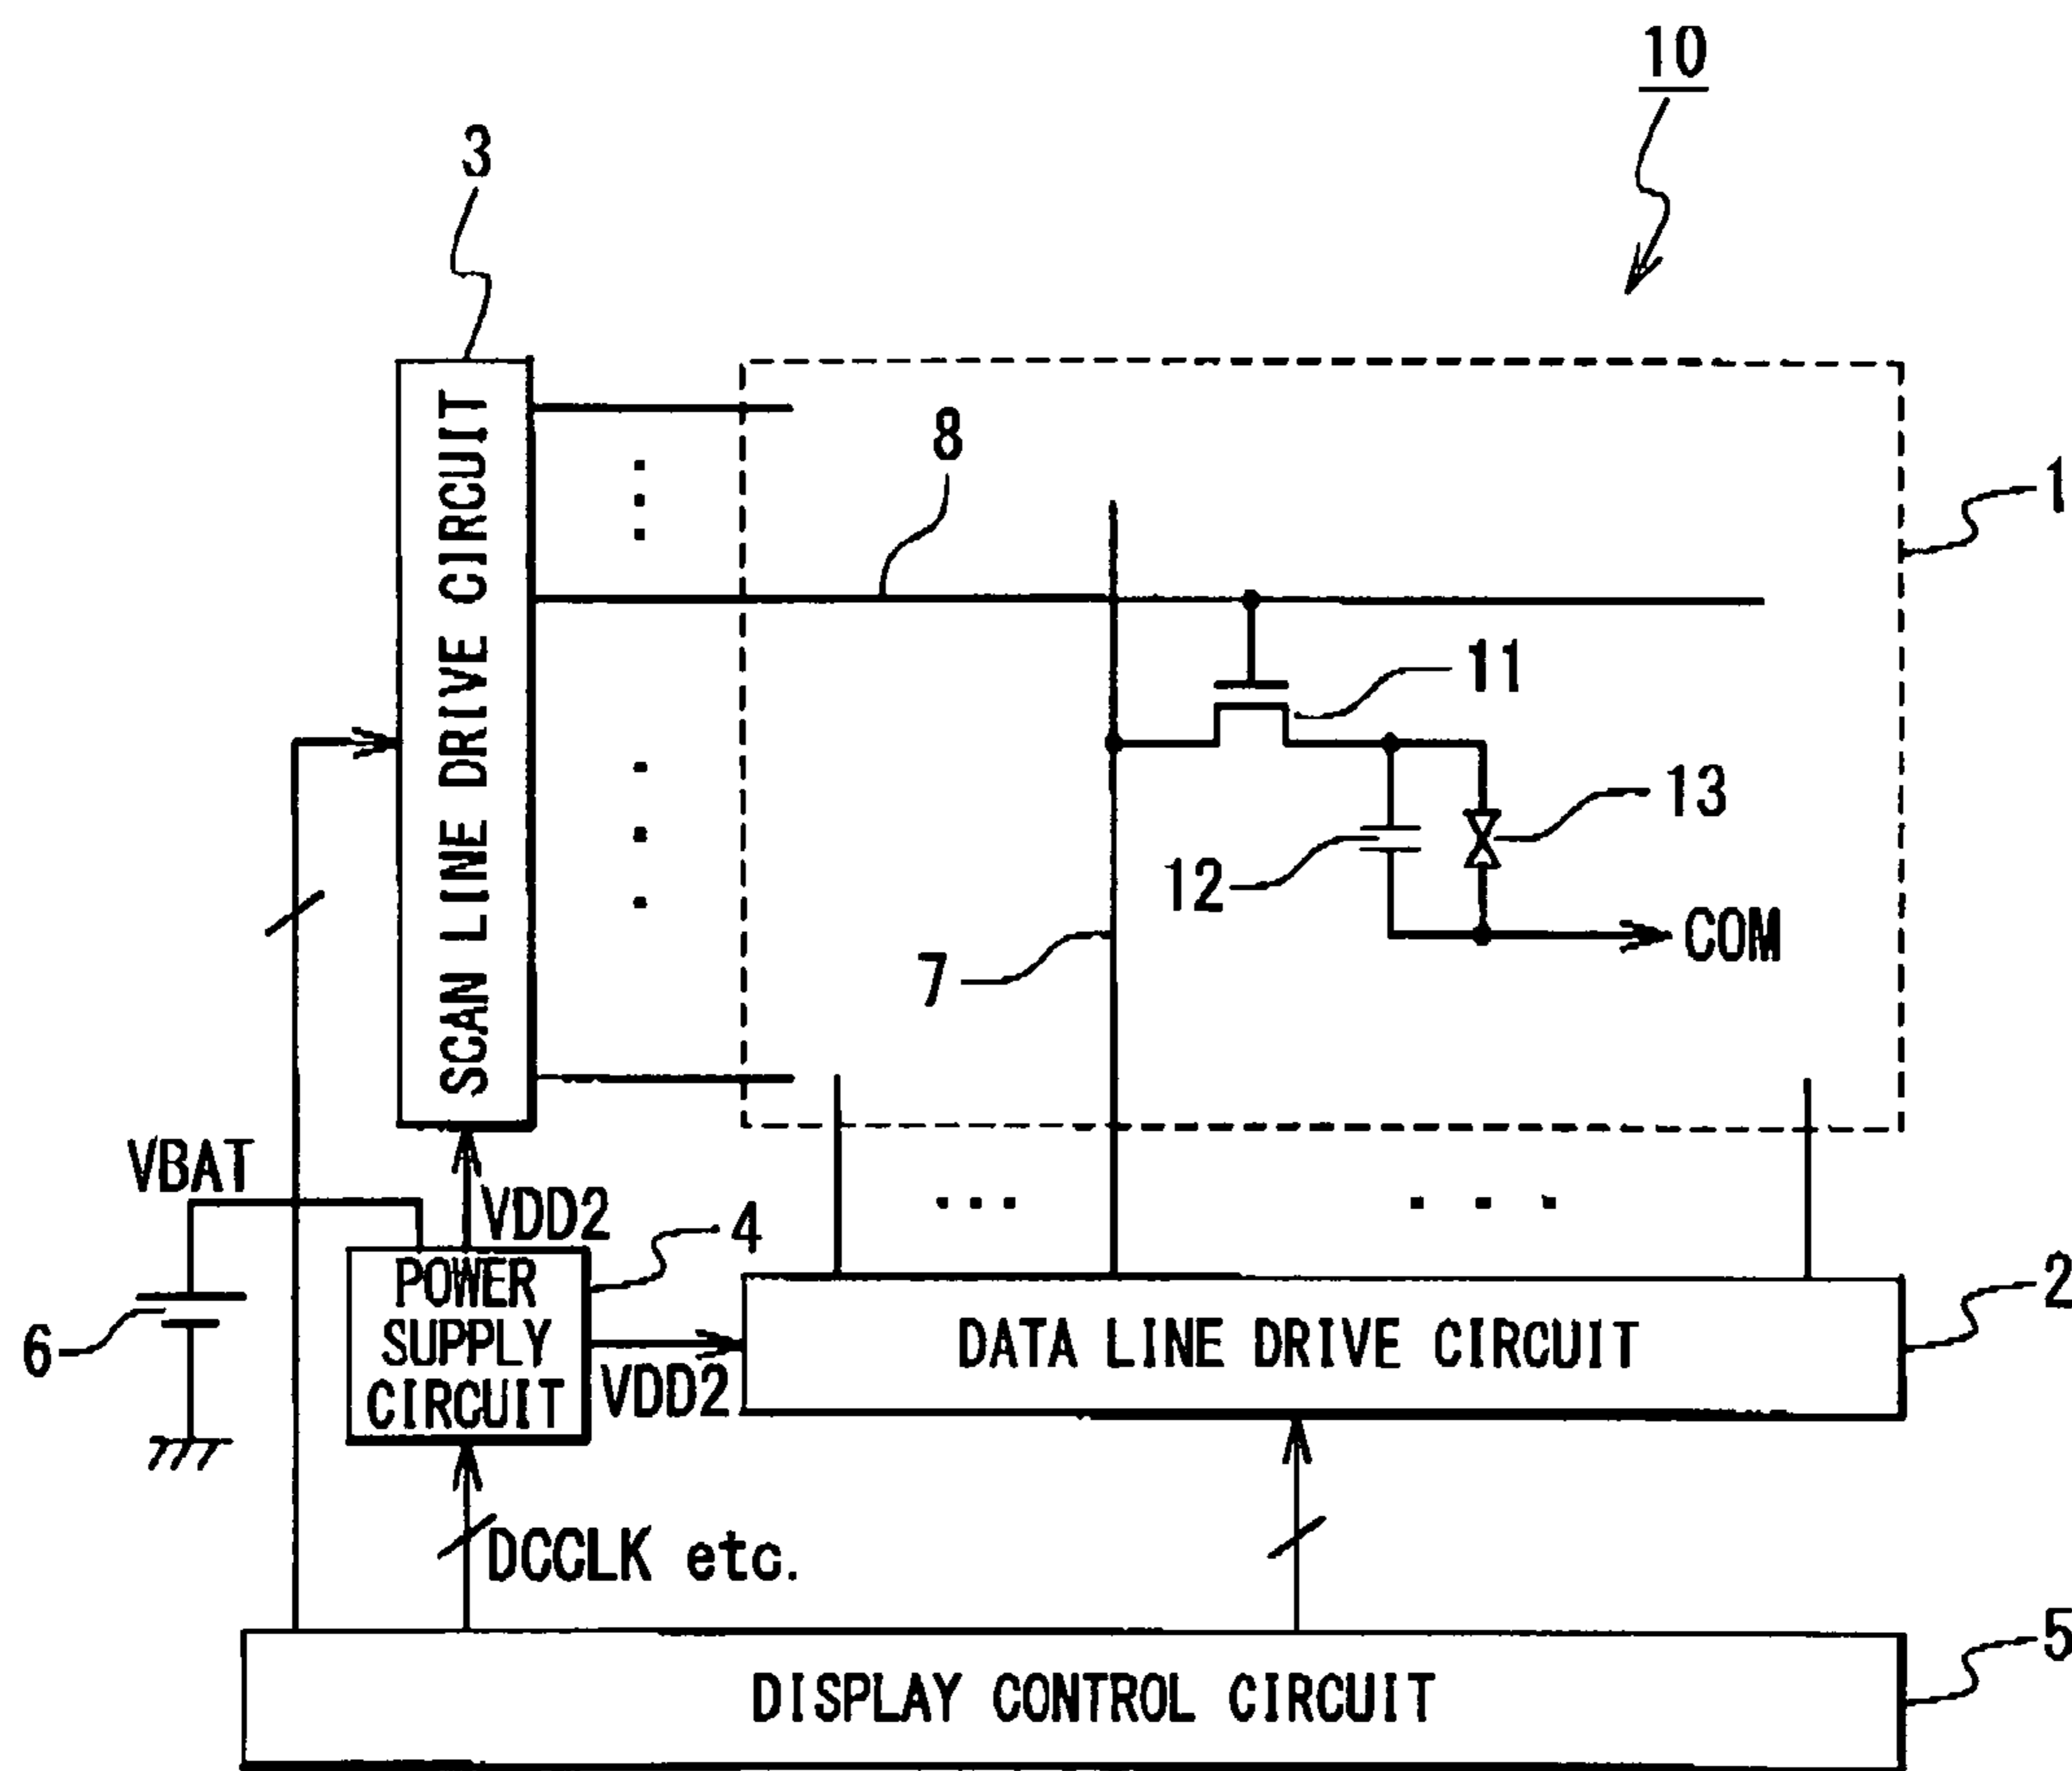 10
3
SCAN LINE DRIVE CIRCUIT
8
1
11
13
12
COM
7
VBAT
VDD2
4
POWER
SUPPLY
CIRCUIT
VDD2
6
DATA LINE DRIVE CIRCUIT
2
DCCLK etc.
5
DISPLAY CONTROL CIRCUIT